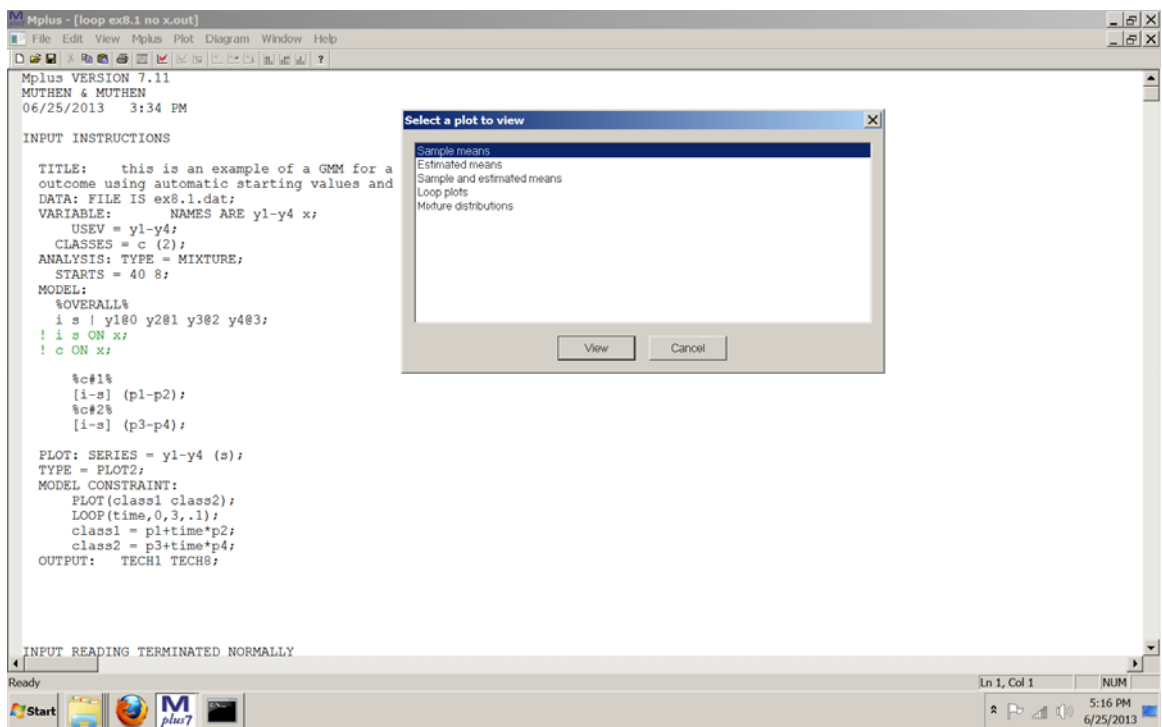 Mplus - [loop ex8.1 no x.out]
File Edit View Mplus Plot Diagram Window Help
Mplus VERSION 7.11
MUTHEN & MUTHEN
06/25/2013 3:34 PM
INPUT INSTRUCTIONS
TITLE: this is an example of a GMM for a
outcome using automatic starting values and
DATA: FILE IS ex8.1.dat;
VARIABLE: NAMES ARE y1-y4 x;
USEV = y1-y4;
CLASSES = c (2);
ANALYSIS: TYPE = MIXTURE;
STARTS = 40 8;
MODEL:
%OVERALL%
i s | y1@0 y2@1 y3@2 y4@3;
! i s ON x;
! c ON x;
%c#1%
[i-s] (p1-p2);
%c#2%
[i-s] (p3-p4);
PLOT: SERIES = y1-y4 (s);
TYPE = PLOT2;
MODEL CONSTRAINT:
PLOT(class1 class2);
LOOP(time,0,3,.1);
class1 = p1+time*p2;
class2 = p3+time*p4;
OUTPUT: TECH1 TECH8;
INPUT READING TERMINATED NORMALLY
Select a plot to view
Sample means
Estimated means
Sample and estimated means
Loop plots
Mixture distributions
View Cancel
Ready
Ln 1, Col 1 NUM
Start
M
plus7
5:16 PM
6/25/2013